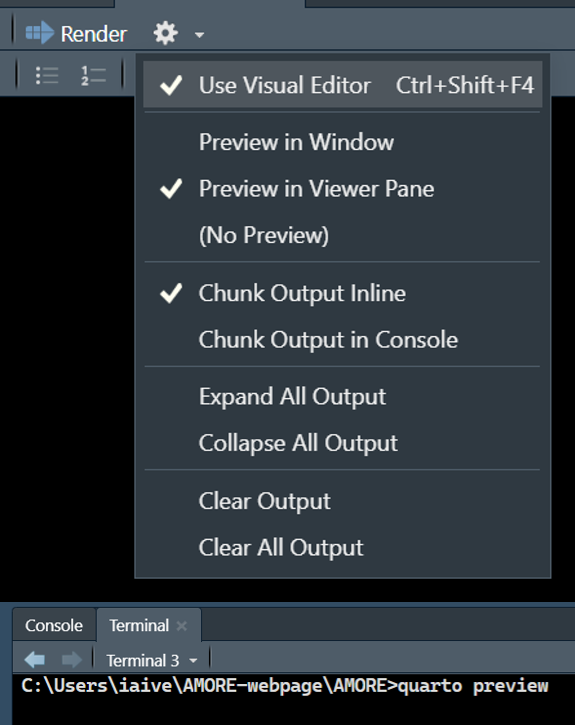 Render
1
2
Use Visual Editor Ctrl+Shift+F4
Preview in Window
Preview in Viewer Pane
(No Preview)
Chunk Output Inline
Chunk Output in Console
Expand All Output
Collapse All Output
Clear Output
Clear All Output
Console Terminal
Terminal 3
C:\Users\iaive\AMORE-webpage\AMORE>quarto preview